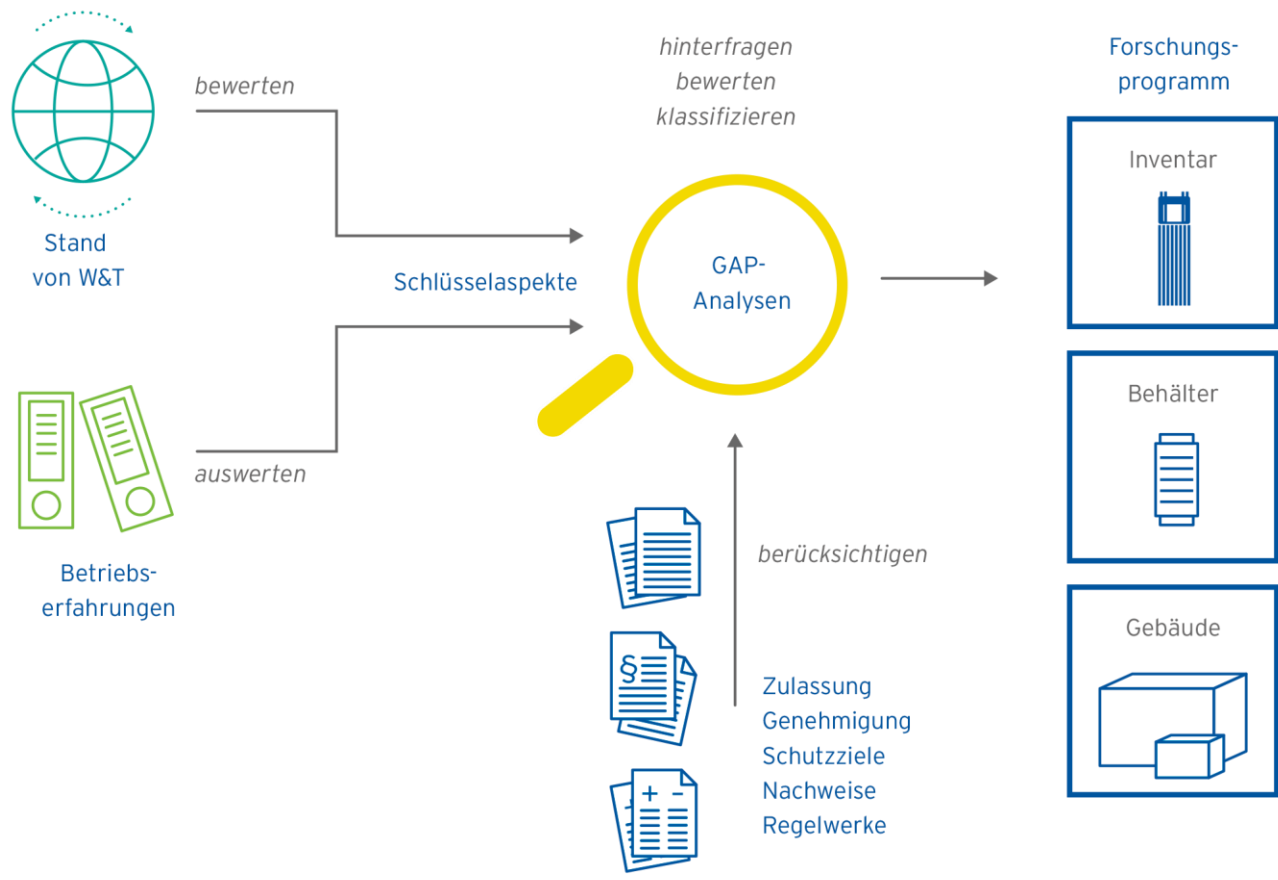 bewerten
Stand
von W&T
auswerten
Betriebs-
erfahrungen
Schlüsselaspekte
hinterfragen
bewerten
klassifizieren
GAP-
Analysen
berücksichtigen
§
+ -
Zulassung
Genehmigung
Schutzziele
Nachweise
Regelwerke
Forschungs-
programm
Inventar
Behälter
Gebäude